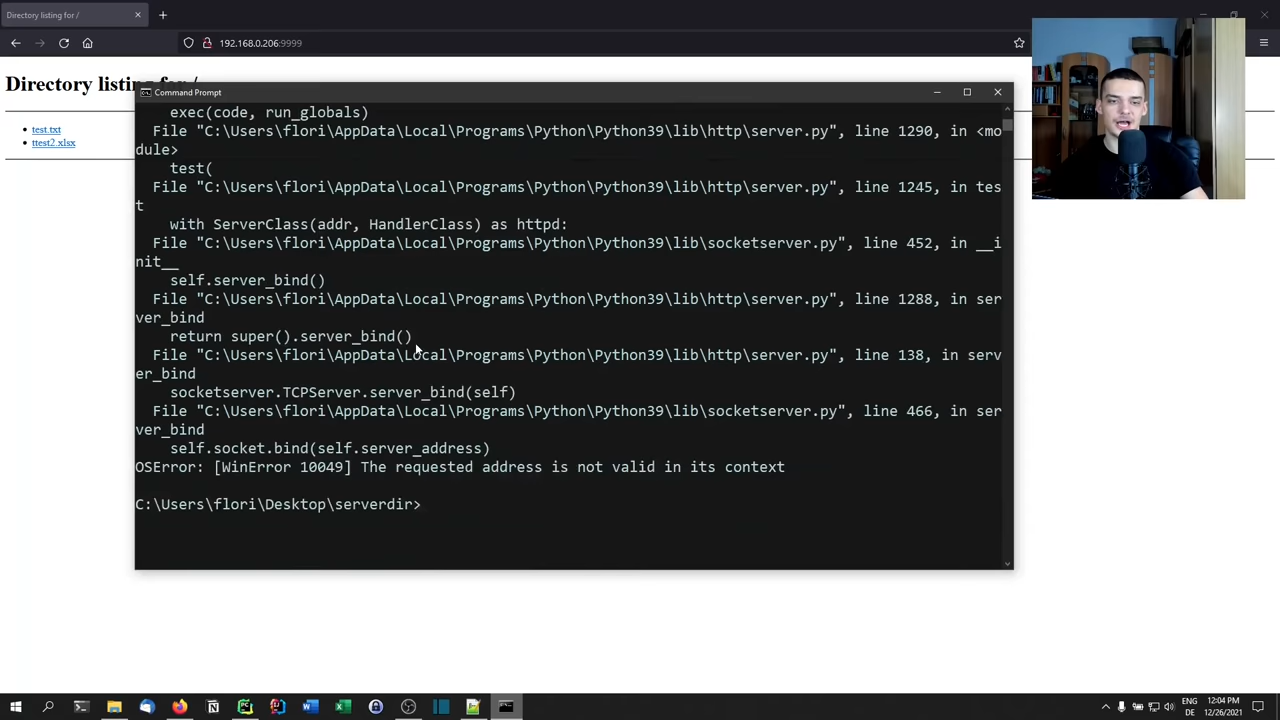 Directory listing for /
192.168.0.206:9999
Directory listing for /
test.txt
ttest2.xlsx
Command Prompt
exec(code, run_globals)
File "C:\Users\flori\AppData\Local\Programs\Python\Python39\lib\http\server.py", line 1290, in <mo
dule>
test(
File "C:\Users\flori\AppData\Local\Programs\Python\Python39\lib\http\server.py", line 1245, in tes
t
with ServerClass(addr, HandlerClass) as httpd:
File "C:\Users\flori\AppData\Local\Programs\Python\Python39\lib\socketserver.py", line 452, in __i
nit__
self.server_bind()
File "C:\Users\flori\AppData\Local\Programs\Python\Python39\lib\http\server.py", line 1288, in ser
ver_bind
return super().server_bind()
File "C:\Users\flori\AppData\Local\Programs\Python\Python39\lib\http\server.py", line 138, in serv
er_bind
socketserver.TCPServer.server_bind(self)
File "C:\Users\flori\AppData\Local\Programs\Python\Python39\lib\socketserver.py", line 466, in ser
ver_bind
self.socket.bind(self.server_address)
OSError: [WinError 10049] The requested address is not valid in its context
C:\Users\flori\Desktop\serverdir>
ENG
DE
12:04 PM
12/26/2021